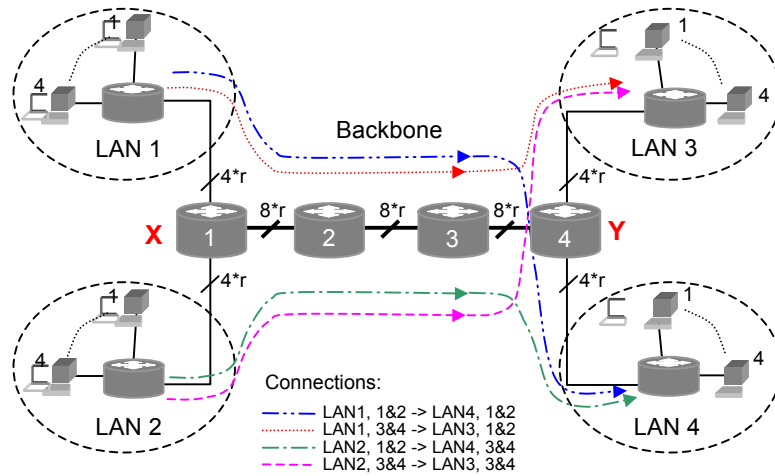 1
1
4
4
Backbone
LAN 1
LAN 3
4*r
4*r
8*r
8*r
8*r
X
1
2
3
4
Y
4*r
4*r
1
1
4
4
Connections:
LAN1, 1&2 -> LAN4, 1&2
LAN1, 3&4 -> LAN3, 1&2
LAN2, 1&2 -> LAN4, 3&4
LAN2, 3&4 -> LAN3, 3&4
LAN 2
LAN 4